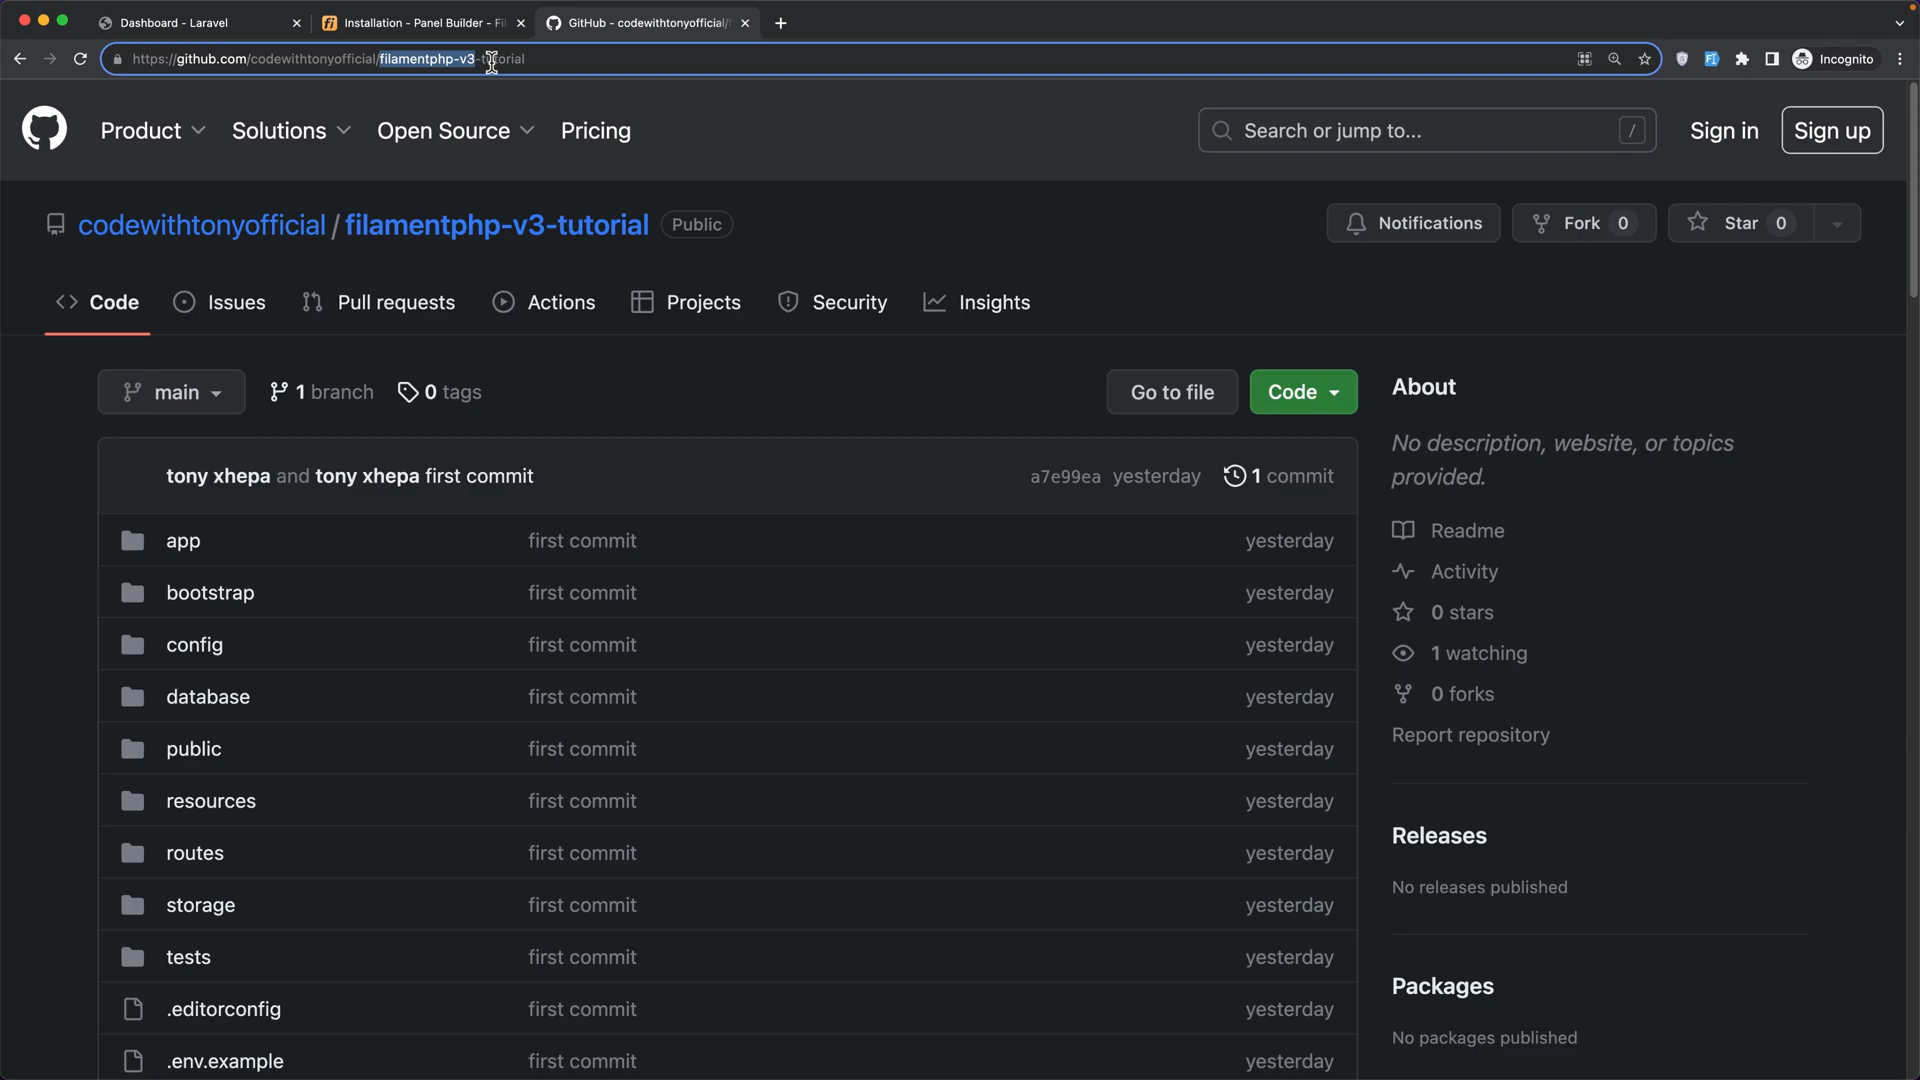 Dashboard - Laravel
Installation - Panel Builder - Fil
GitHub - codewithtonyofficial/f
https://github.com/codewithtonyofficial/filamentphp-v3-tutorial
Incognito
Product
Solutions
Open Source
Pricing
Search or jump to...
/
Sign in
Sign up
codewithtonyofficial / filamentphp-v3-tutorial
Public
Notifications
Fork 0
Star 0
Code
Issues
Pull requests
Actions
Projects
Security
Insights
main
1 branch
0 tags
Go to file
Code
About
No description, website, or topics
provided.
tony xhepa and tony xhepa first commit
a7e99ea yesterday
1 commit
app first commit yesterday
bootstrap first commit yesterday
config first commit yesterday
database first commit yesterday
public first commit yesterday
resources first commit yesterday
routes first commit yesterday
storage first commit yesterday
tests first commit yesterday
.editorconfig first commit yesterday
.env.example first commit yesterday
Readme
Activity
0 stars
1 watching
0 forks
Report repository
Releases
No releases published
Packages
No packages published